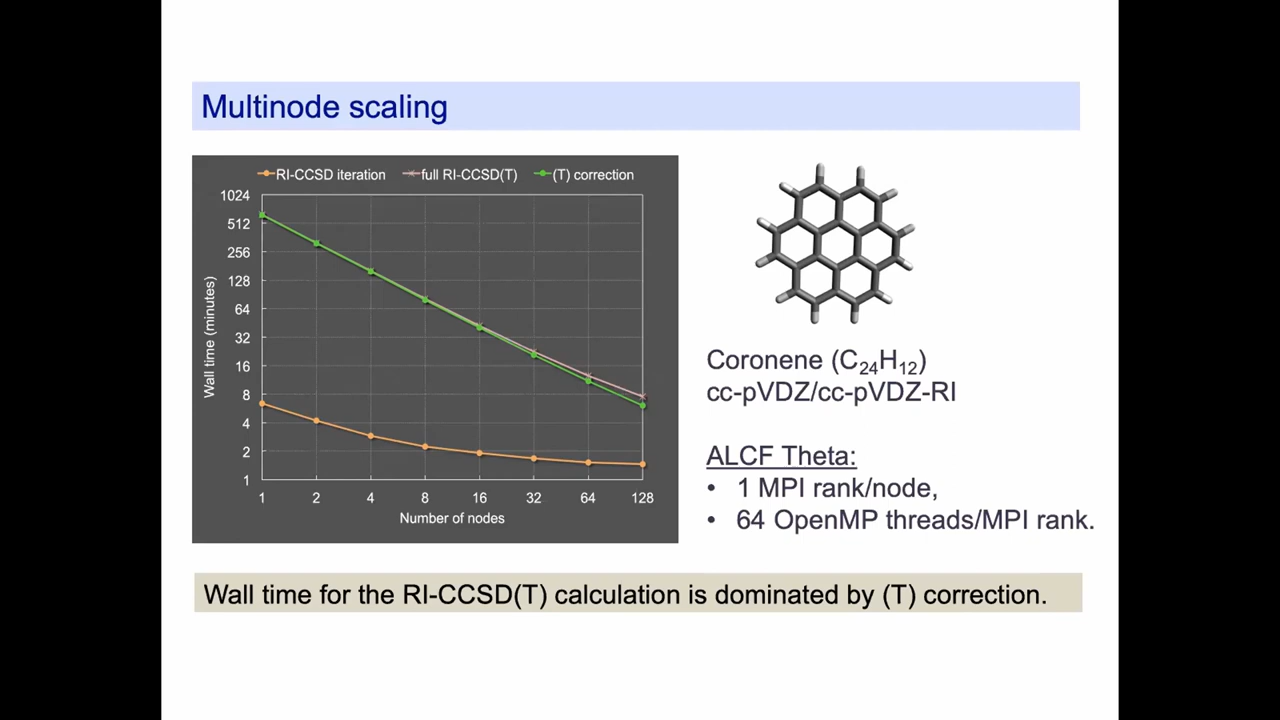 Multinode scaling
RI-CCSD iteration full RI-CCSD(T) (T) correction
1024
512
256
128
64
32
16
8
4
2
1
Wall time (minutes)
1 2 4 8 16 32 64 128
Number of nodes
Coronene (C₂₄H₁₂)
cc-pVDZ/cc-pVDZ-RI
ALCF Theta:
• 1 MPI rank/node,
• 64 OpenMP threads/MPI rank.
Wall time for the RI-CCSD(T) calculation is dominated by (T) correction.